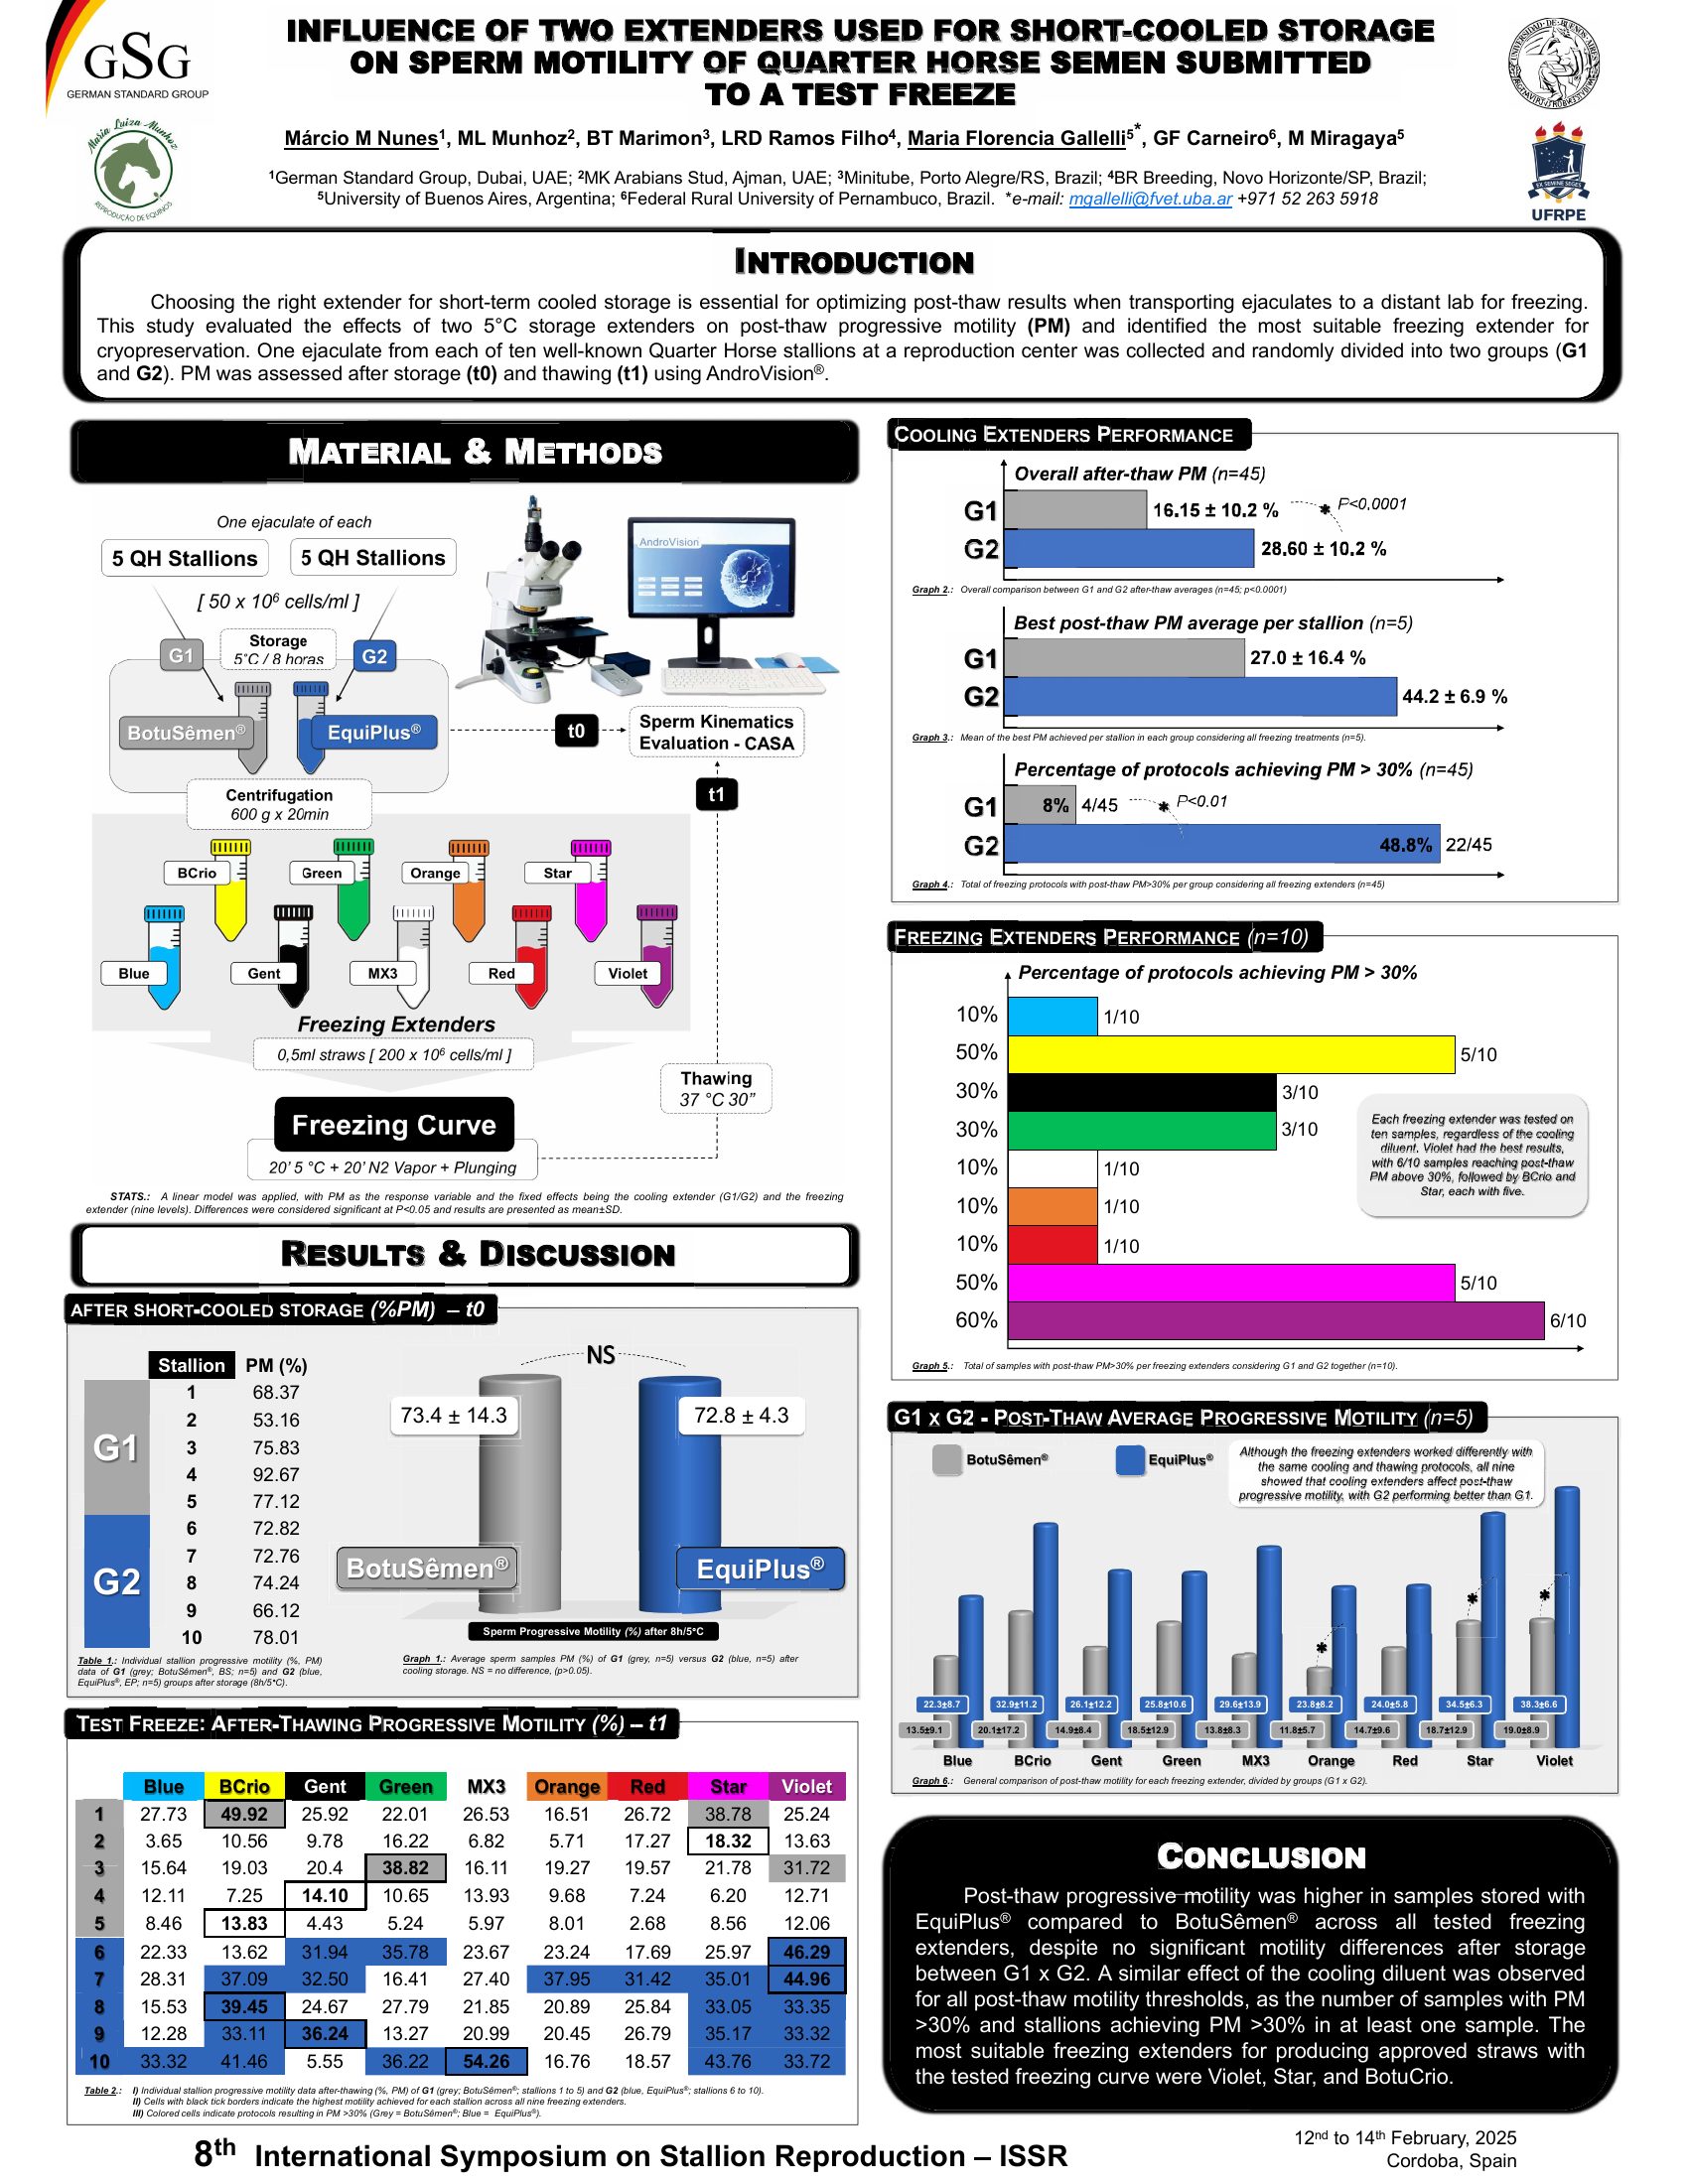 GSG
GERMAN STANDARD GROUP
INFLUENCE OF TWO EXTENDERS USED FOR SHORT-COOLED STORAGE
ON SPERM MOTILITY OF QUARTER HORSE SEMEN SUBMITTED
TO A TEST FREEZE
Maria Luiza Munhoz
REPRODUÇÃO DE EQUINOS
UFRPE
Márcio M Nunes¹, ML Munhoz², BT Marimon³, LRD Ramos Filho⁴, Maria Florencia Gallelli⁵*, GF Carneiro⁶, M Miragaya⁵
¹German Standard Group, Dubai, UAE; ²MK Arabians Stud, Ajman, UAE; ³Minitube, Porto Alegre/RS, Brazil; ⁴BR Breeding, Novo Horizonte/SP, Brazil;
⁵University of Buenos Aires, Argentina; ⁶Federal Rural University of Pernambuco, Brazil. *e-mail: mgallelli@fvet.uba.ar +971 52 263 5918
INTRODUCTION
Choosing the right extender for short-term cooled storage is essential for optimizing post-thaw results when transporting ejaculates to a distant lab for freezing.
This study evaluated the effects of two 5°C storage extenders on post-thaw progressive motility (PM) and identified the most suitable freezing extender for
cryopreservation. One ejaculate from each of ten well-known Quarter Horse stallions at a reproduction center was collected and randomly divided into two groups (G1
and G2). PM was assessed after storage (t0) and thawing (t1) using AndroVision®.
MATERIAL & METHODS
One ejaculate of each
5 QH Stallions
5 QH Stallions
[ 50 x 10⁶ cells/ml ]
Storage
5°C / 8 horas
G1
G2
BotuSêmen®
EquiPlus®
AndroVision
t0
Sperm Kinematics
Evaluation - CASA
t1
Centrifugation
600 g x 20min
BCrio
Green
Orange
Star
Blue
Gent
MX3
Red
Violet
Freezing Extenders
0,5ml straws [ 200 x 10⁶ cells/ml ]
Thawing
37 °C 30”
Freezing Curve
20’ 5 °C + 20’ N2 Vapor + Plunging
STATS.: A linear model was applied, with PM as the response variable and the fixed effects being the cooling extender (G1/G2) and the freezing
extender (nine levels). Differences were considered significant at P<0.05 and results are presented as mean±SD.
RESULTS & DISCUSSION
AFTER SHORT-COOLED STORAGE (%PM) – t0
Stallion PM (%)
G1
1 68.37
2 53.16
3 75.83
4 92.67
5 77.12
G2
6 72.82
7 72.76
8 74.24
9 66.12
10 78.01
Table 1.: Individual stallion progressive motility (%, PM)
data of G1 (grey; BotuSêmen®, BS; n=5) and G2 (blue,
EquiPlus®, EP; n=5) groups after storage (8h/5°C).
NS
73.4 ± 14.3
72.8 ± 4.3
BotuSêmen®
EquiPlus®
Sperm Progressive Motility (%) after 8h/5°C
Graph 1.: Average sperm samples PM (%) of G1 (grey, n=5) versus G2 (blue, n=5) after
cooling storage. NS = no difference, (p>0.05).
TEST FREEZE: AFTER-THAWING PROGRESSIVE MOTILITY (%) – t1
Blue BCrio Gent Green MX3 Orange Red Star Violet
1 27.73 49.92 25.92 22.01 26.53 16.51 26.72 38.78 25.24
2 3.65 10.56 9.78 16.22 6.82 5.71 17.27 18.32 13.63
3 15.64 19.03 20.4 38.82 16.11 19.27 19.57 21.78 31.72
4 12.11 7.25 14.10 10.65 13.93 9.68 7.24 6.20 12.71
5 8.46 13.83 4.43 5.24 5.97 8.01 2.68 8.56 12.06
6 22.33 13.62 31.94 35.78 23.67 23.24 17.69 25.97 46.29
7 28.31 37.09 32.50 16.41 27.40 37.95 31.42 35.01 44.96
8 15.53 39.45 24.67 27.79 21.85 20.89 25.84 33.05 33.35
9 12.28 33.11 36.24 13.27 20.99 20.45 26.79 35.17 33.32
10 33.32 41.46 5.55 36.22 54.26 16.76 18.57 43.76 33.72
Table 2.: I) Individual stallion progressive motility data after-thawing (%, PM) of G1 (grey; BotuSêmen®; stallions 1 to 5) and G2 (blue, EquiPlus®; stallions 6 to 10).
II) Cells with black tick borders indicate the highest motility achieved for each stallion across all nine freezing extenders.
III) Colored cells indicate protocols resulting in PM >30% (Grey = BotuSêmen®; Blue = EquiPlus®).
COOLING EXTENDERS PERFORMANCE
Overall after-thaw PM (n=45)
G1 16.15 ± 10.2 % * P<0.0001
G2 28.60 ± 10.2 %
Graph 2.: Overall comparison between G1 and G2 after-thaw averages (n=45; p<0.0001)
Best post-thaw PM average per stallion (n=5)
G1 27.0 ± 16.4 %
G2 44.2 ± 6.9 %
Graph 3.: Mean of the best PM achieved per stallion in each group considering all freezing treatments (n=5).
Percentage of protocols achieving PM > 30% (n=45)
G1 8% 4/45 * P<0.01
G2 48.8% 22/45
Graph 4.: Total of freezing protocols with post-thaw PM>30% per group considering all freezing extenders (n=45)
FREEZING EXTENDERS PERFORMANCE (n=10)
Percentage of protocols achieving PM > 30%
10% 1/10
50% 5/10
30% 3/10
30% 3/10
10% 1/10
10% 1/10
10% 1/10
50% 5/10
60% 6/10
Each freezing extender was tested on
ten samples, regardless of the cooling
diluent. Violet had the best results,
with 6/10 samples reaching post-thaw
PM above 30%, followed by BCrio and
Star, each with five.
Graph 5.: Total of samples with post-thaw PM>30% per freezing extenders considering G1 and G2 together (n=10).
G1 X G2 - POST-THAW AVERAGE PROGRESSIVE MOTILITY (n=5)
BotuSêmen®
EquiPlus®
Although the freezing extenders worked differently with
the same cooling and thawing protocols, all nine
showed that cooling extenders affect post-thaw
progressive motility, with G2 performing better than G1.
* * *
22.3±8.7 32.9±11.2 26.1±12.2 25.8±10.6 29.6±13.9 23.8±8.2 24.0±5.8 34.5±6.3 38.3±6.6
13.5±9.1 20.1±17.2 14.9±8.4 18.5±12.9 13.8±8.3 11.8±5.7 14.7±9.6 18.7±12.9 19.0±8.9
Blue BCrio Gent Green MX3 Orange Red Star Violet
Graph 6.: General comparison of post-thaw motility for each freezing extender, divided by groups (G1 x G2).
CONCLUSION
Post-thaw progressive motility was higher in samples stored with
EquiPlus® compared to BotuSêmen® across all tested freezing
extenders, despite no significant motility differences after storage
between G1 x G2. A similar effect of the cooling diluent was observed
for all post-thaw motility thresholds, as the number of samples with PM
>30% and stallions achieving PM >30% in at least one sample. The
most suitable freezing extenders for producing approved straws with
the tested freezing curve were Violet, Star, and BotuCrio.
8th International Symposium on Stallion Reproduction – ISSR
12nd to 14th February, 2025
Cordoba, Spain